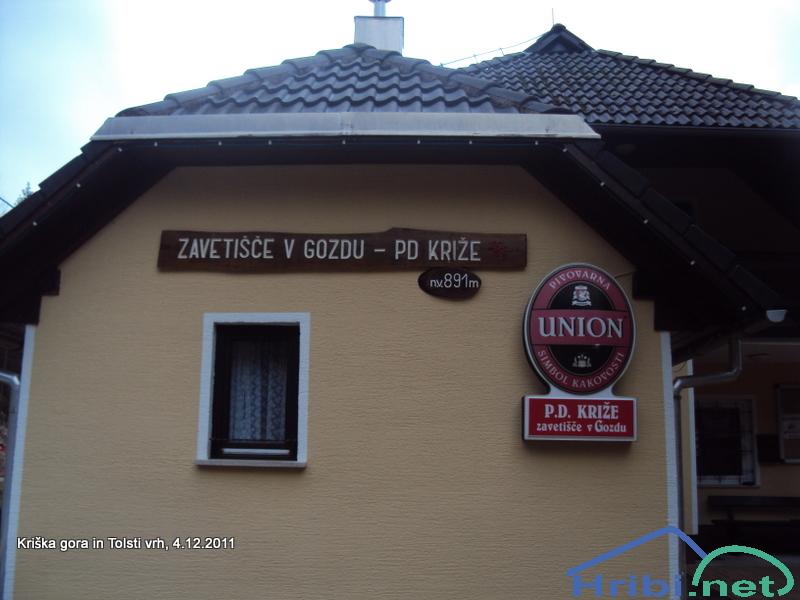 ZAVETIŠČE V GOZDU – PD KRIŽE
n.v.891m
PIVOVARNA
UNION
SIMBOL KAKOVOSTI
P.D. KRIŽE
zavetišče v Gozdu
Kriška gora in Tolsti vrh, 4.12.2011
Hribi.net